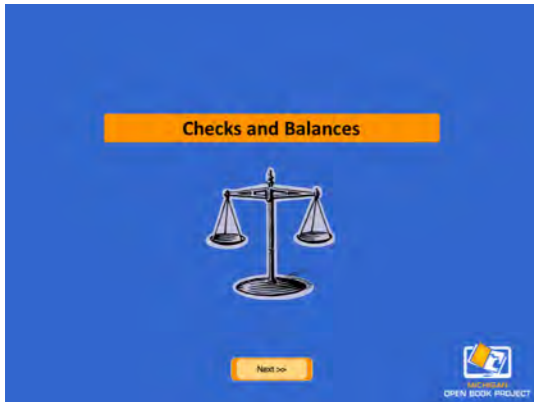 Checks and Balances
Next >>
MICHIGAN
OPEN BOOK PROJECT